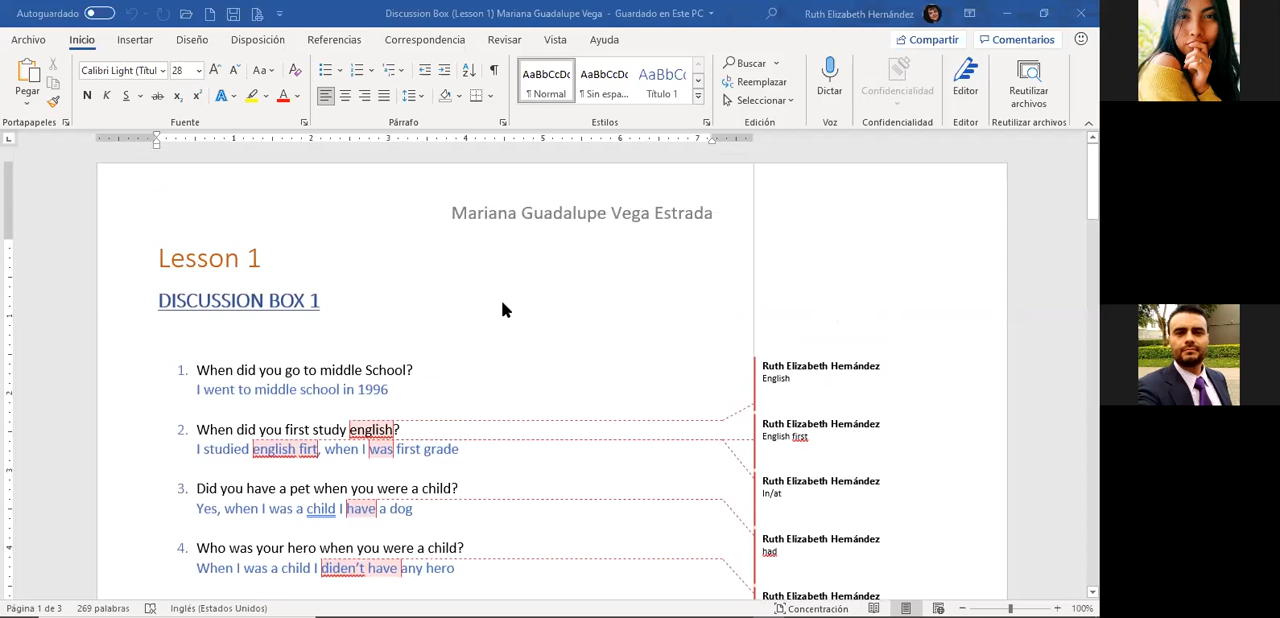 Autoguardado
Discussion Box (Lesson 1) Mariana Guadalupe Vega - Guardado en Este PC
Ruth Elizabeth Hernández
Archivo Inicio Insertar Diseño Disposición Referencias Correspondencia Revisar Vista Ayuda
Compartir Comentarios
Pegar
Calibri Light (Títul 28
N K S
AaBbCcDc AaBbCcDc AaBbCc
¶ Normal ¶ Sin espa... Título 1
Buscar
Reemplazar
Seleccionar
Dictar
Confidencialidad
Editor
Reutilizar
archivos
Portapapeles Fuente Párrafo Estilos Edición Voz Confidencialidad Editor Reutilizar archivos
1 2 3 4 5 6 7
Mariana Guadalupe Vega Estrada
Lesson 1
DISCUSSION BOX 1
1. When did you go to middle School?
I went to middle school in 1996
2. When did you first study english?
I studied english firt, when I was first grade
3. Did you have a pet when you were a child?
Yes, when I was a child I have a dog
4. Who was your hero when you were a child?
When I was a child I diden't have any hero
Ruth Elizabeth Hernández
English
Ruth Elizabeth Hernández
English first
Ruth Elizabeth Hernández
In/at
Ruth Elizabeth Hernández
had
Ruth Elizabeth Hernández
Página 1 de 3 269 palabras Inglés (Estados Unidos)
Concentración 100%